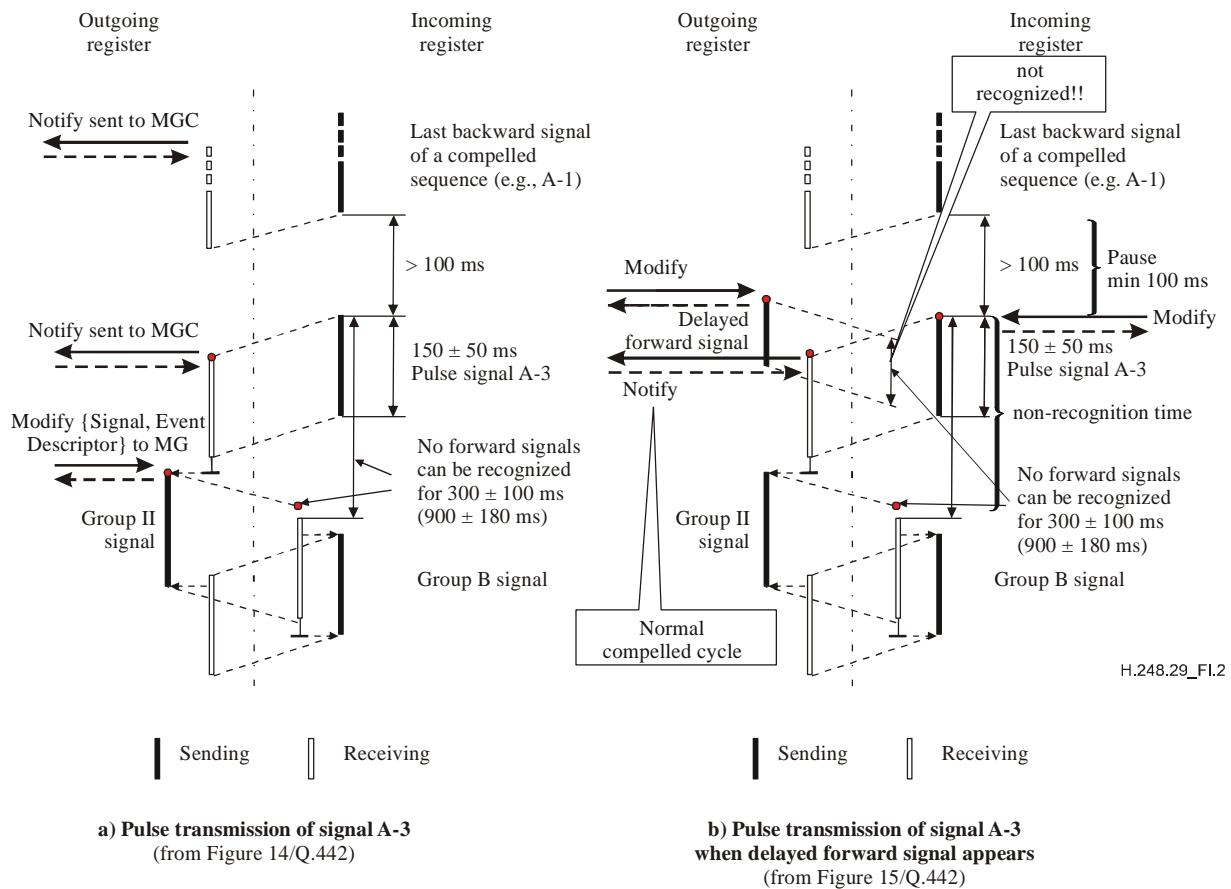 Outgoing
register
Incoming
register
Notify sent to MGC
Last backward signal
of a compelled
sequence (e.g., A-1)
> 100 ms
Notify sent to MGC
150 ± 50 ms
Pulse signal A-3
Modify {Signal, Event
Descriptor} to MG
No forward signals
can be recognized
for 300 ± 100 ms
(900 ± 180 ms)
Group II
signal
Group B signal
Sending
Receiving
a) Pulse transmission of signal A-3
(from Figure 14/Q.442)
Outgoing
register
Incoming
register
not
recognized!!
Last backward signal
of a compelled
sequence (e.g. A-1)
> 100 ms
Pause
min 100 ms
Modify
Delayed
forward signal
Modify
150 ± 50 ms
Pulse signal A-3
Notify
non-recognition time
No forward signals
can be recognized
for 300 ± 100 ms
(900 ± 180 ms)
Group II
signal
Group B signal
Normal
compelled cycle
H.248.29_FI.2
Sending
Receiving
b) Pulse transmission of signal A-3
when delayed forward signal appears
(from Figure 15/Q.442)